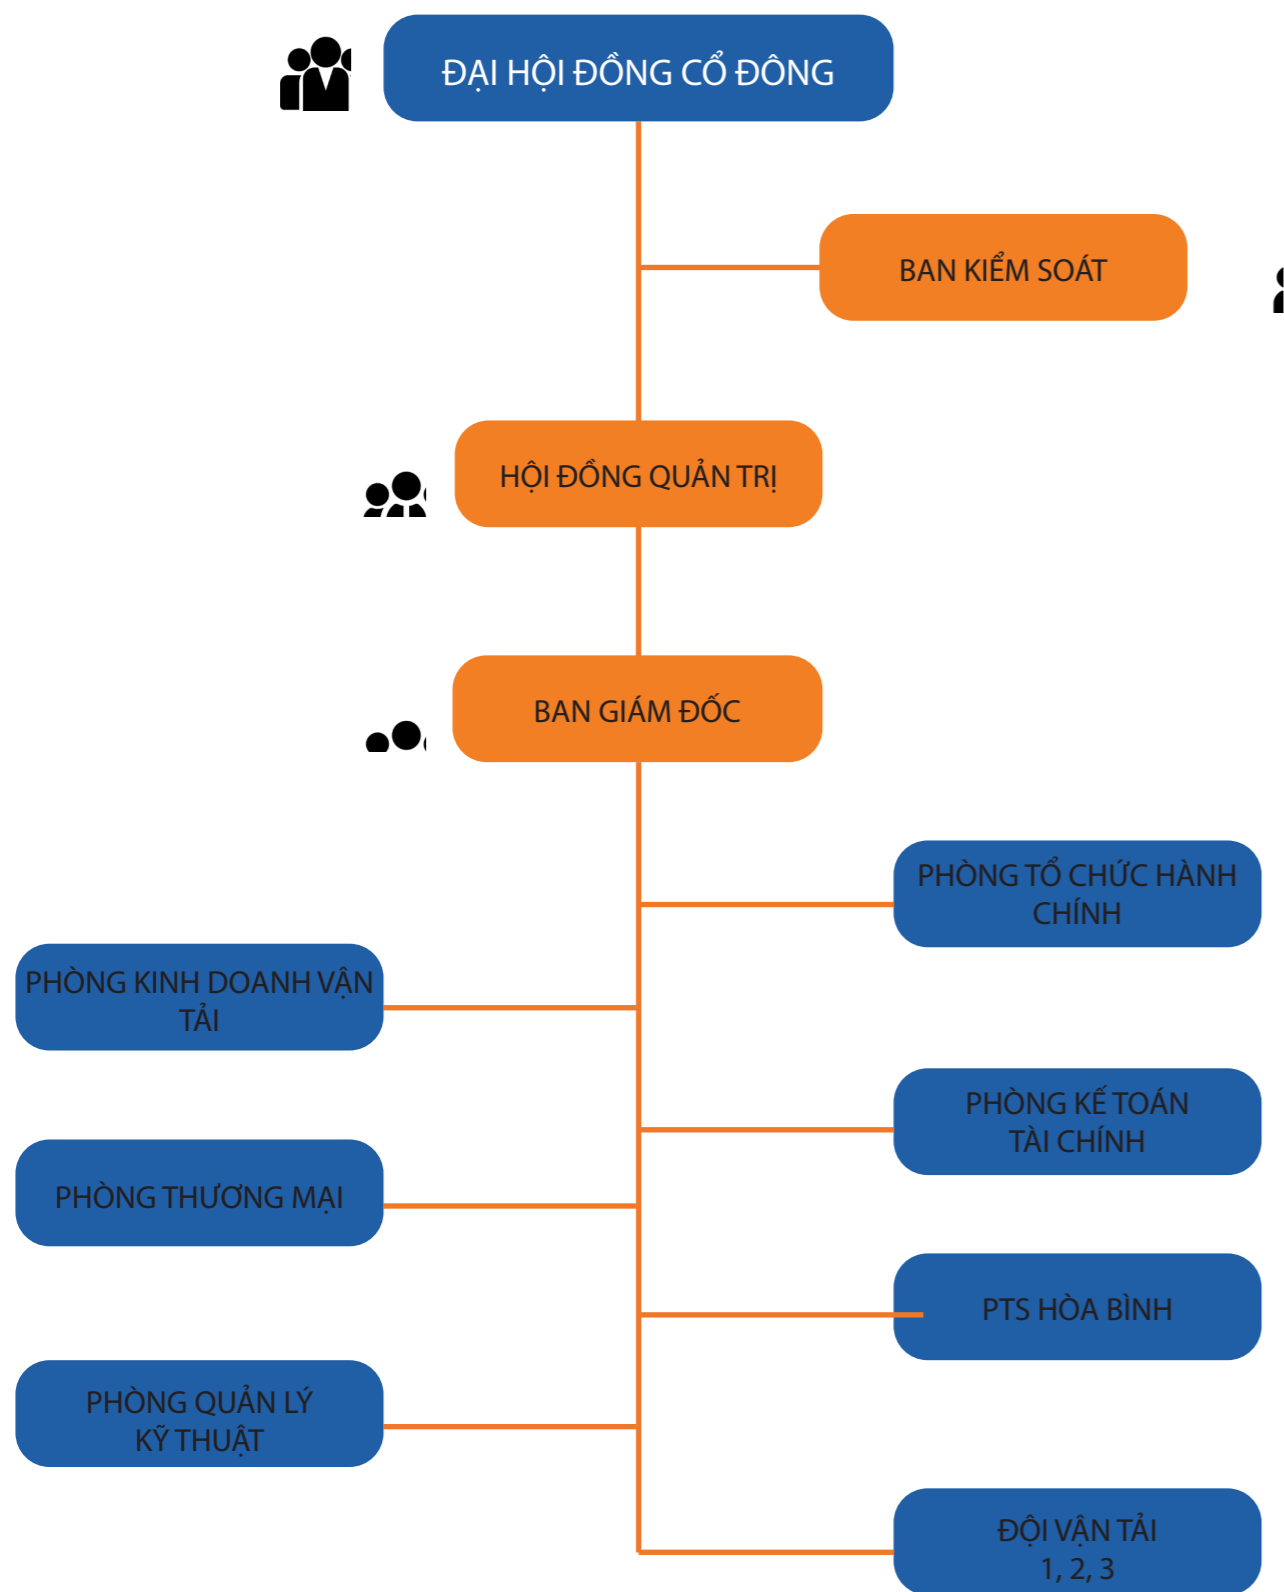 ĐẠI HỘI ĐỒNG CỔ ĐÔNG
BAN KIỂM SOÁT
HỘI ĐỒNG QUẢN TRỊ
BAN GIÁM ĐỐC
PHÒNG TỔ CHỨC HÀNH
CHÍNH
PHÒNG KINH DOANH VẬN
TẢI
PHÒNG KẾ TOÁN
TÀI CHÍNH
PHÒNG THƯƠNG MẠI
PTS HÒA BÌNH
PHÒNG QUẢN LÝ
KỸ THUẬT
ĐỘI VẬN TẢI
1, 2, 3